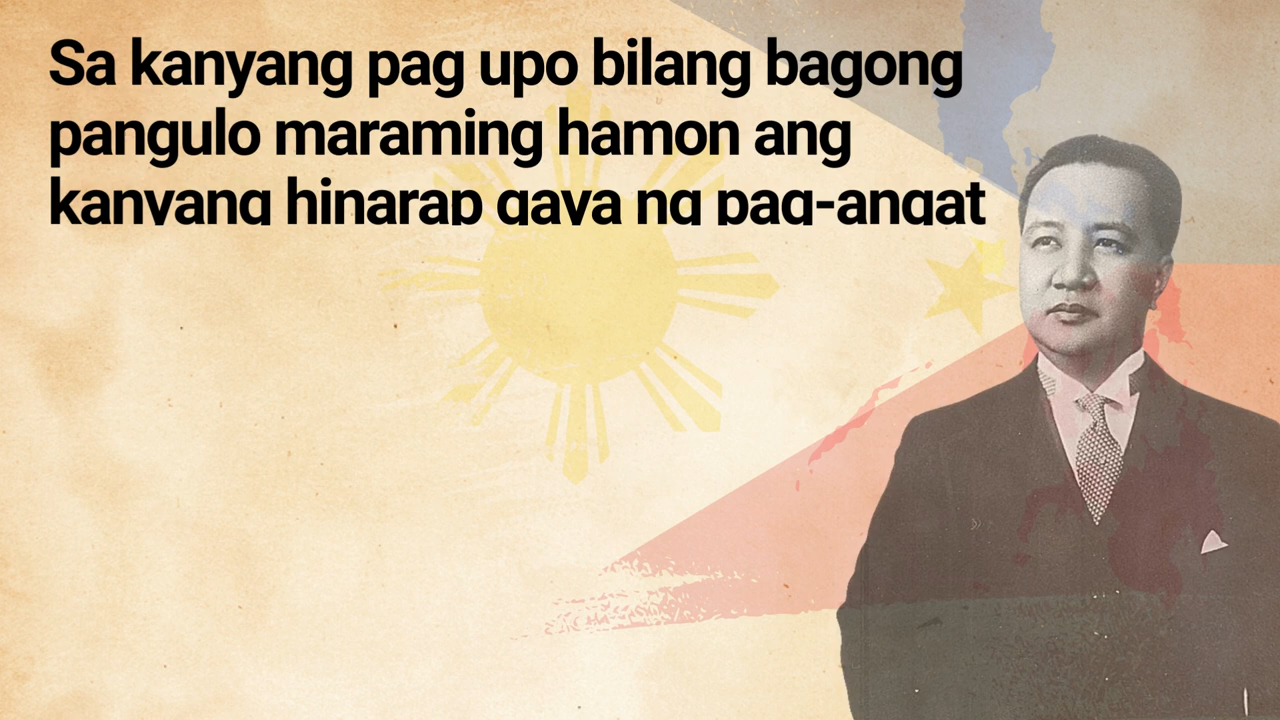 Sa kanyang pag upo bilang bagong
pangulo maraming hamon ang
kanyang hinarap gaya ng pag-angat